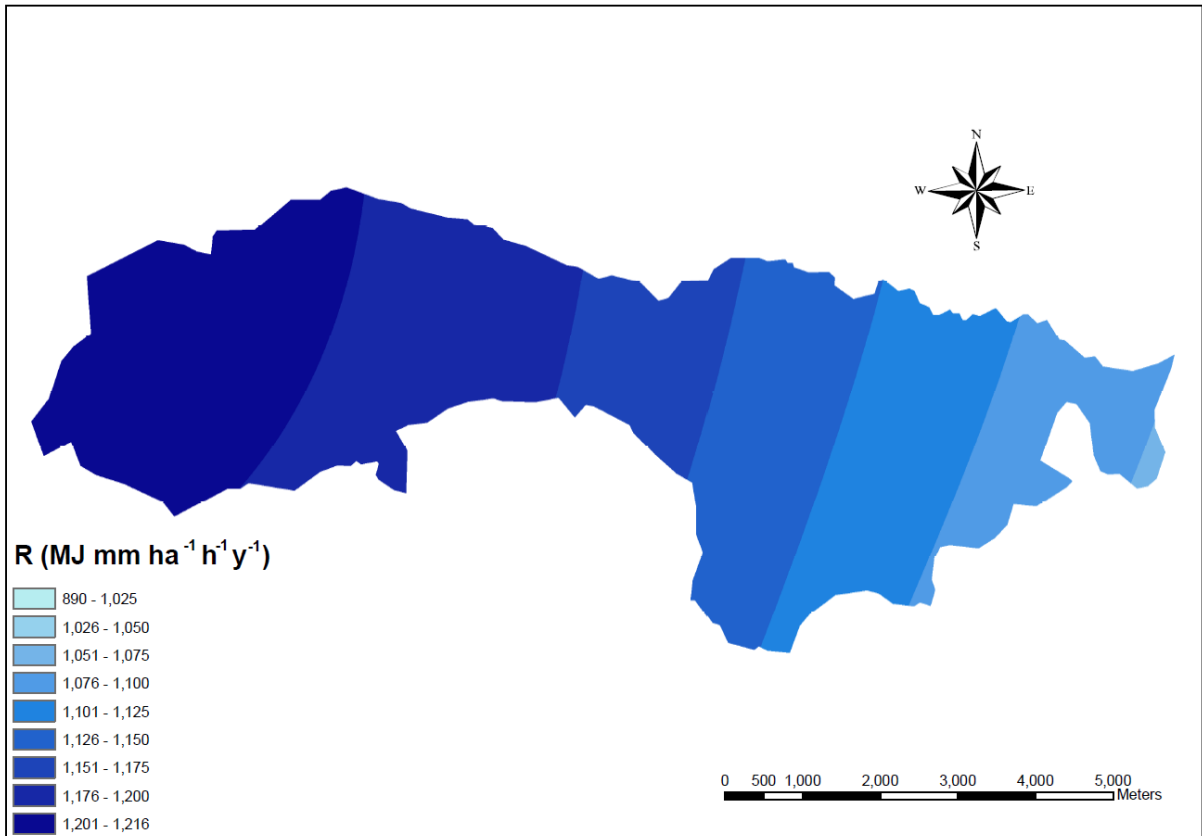 N
W E
S
R (MJ mm ha⁻¹ h⁻¹ y⁻¹)
890 - 1,025
1,026 - 1,050
1,051 - 1,075
1,076 - 1,100
1,101 - 1,125
1,126 - 1,150
1,151 - 1,175
1,176 - 1,200
1,201 - 1,216
0 500 1,000 2,000 3,000 4,000 5,000
Meters